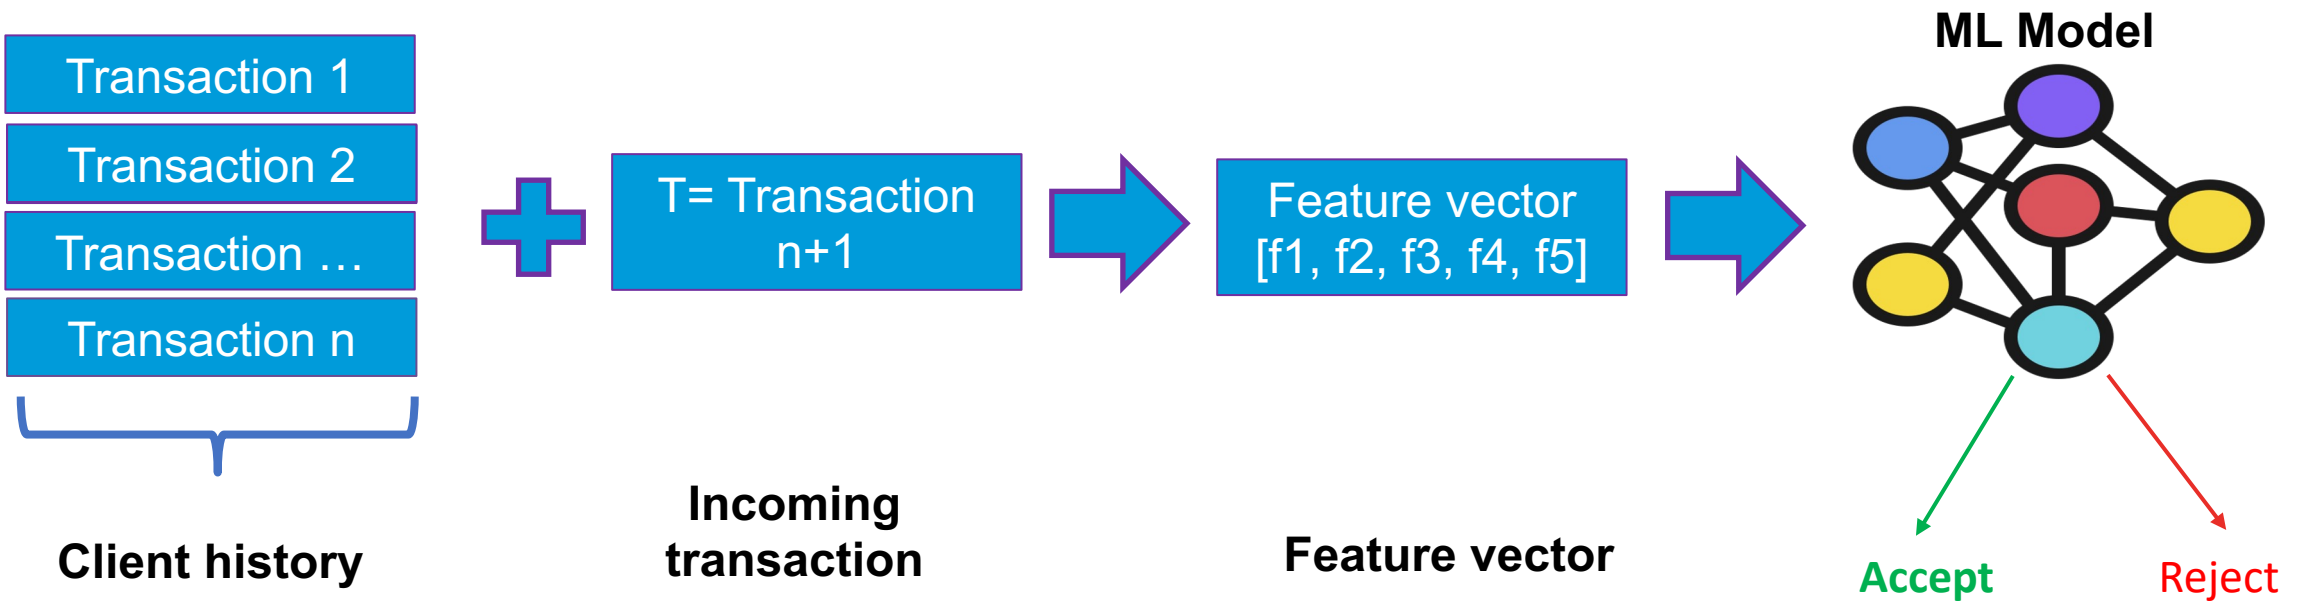 Transaction 1
Transaction 2
Transaction …
Transaction n
Client history
T= Transaction
n+1
Incoming
transaction
Feature vector
[f1, f2, f3, f4, f5]
Feature vector
ML Model
Accept
Reject